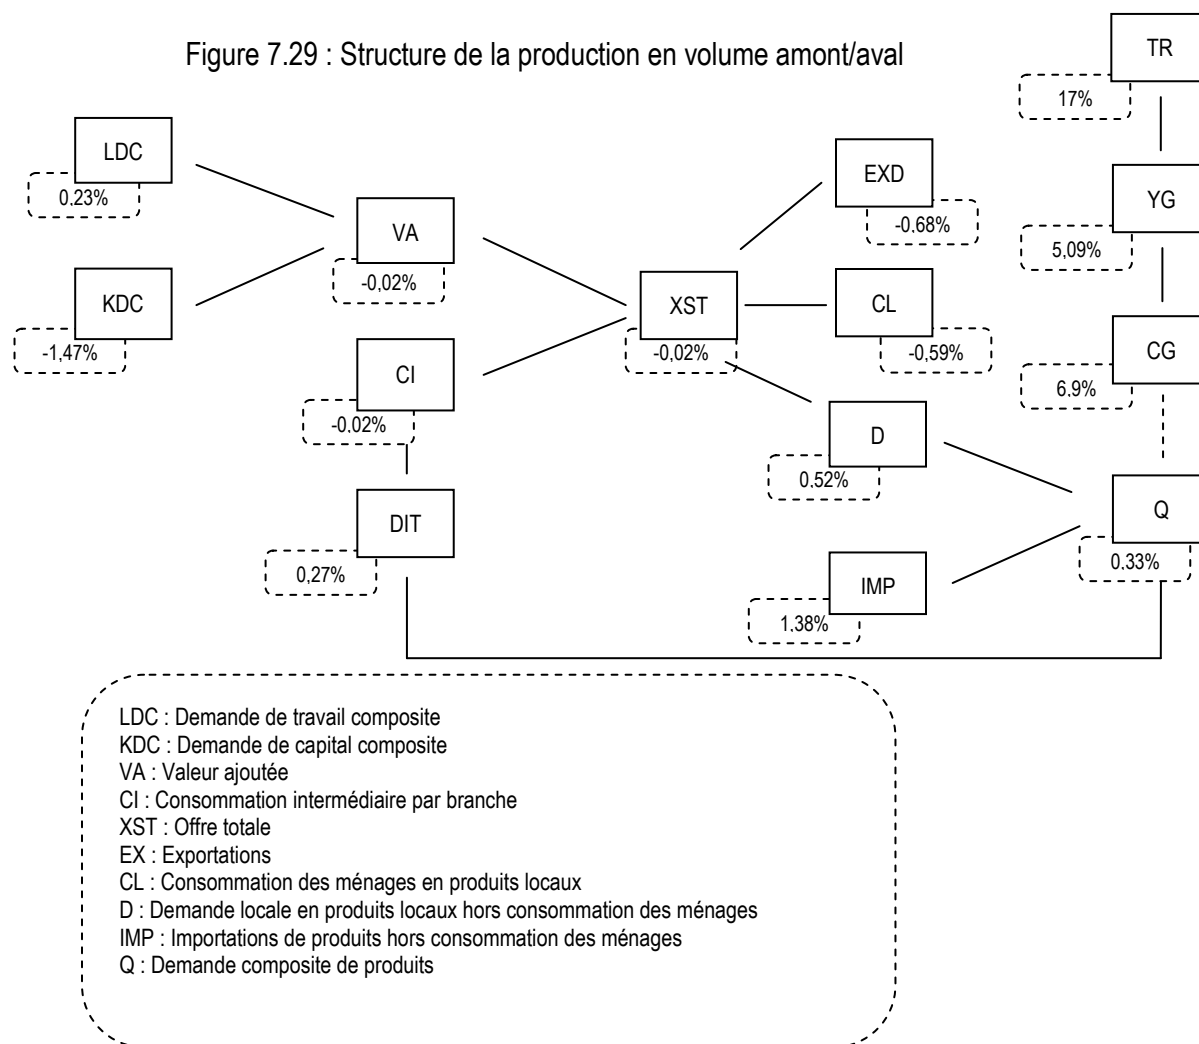 Figure 7.29 : Structure de la production en volume amont/aval
TR
17%
LDC
0,23%
EXD
-0,68%
YG
5,09%
VA
-0,02%
KDC
-1,47%
XST
-0,02%
CL
-0,59%
CI
-0,02%
CG
6,9%
D
0,52%
DIT
0,27%
Q
0,33%
IMP
1,38%
LDC : Demande de travail composite
KDC : Demande de capital composite
VA : Valeur ajoutée
CI : Consommation intermédiaire par branche
XST : Offre totale
EX : Exportations
CL : Consommation des ménages en produits locaux
D : Demande locale en produits locaux hors consommation des ménages
IMP : Importations de produits hors consommation des ménages
Q : Demande composite de produits